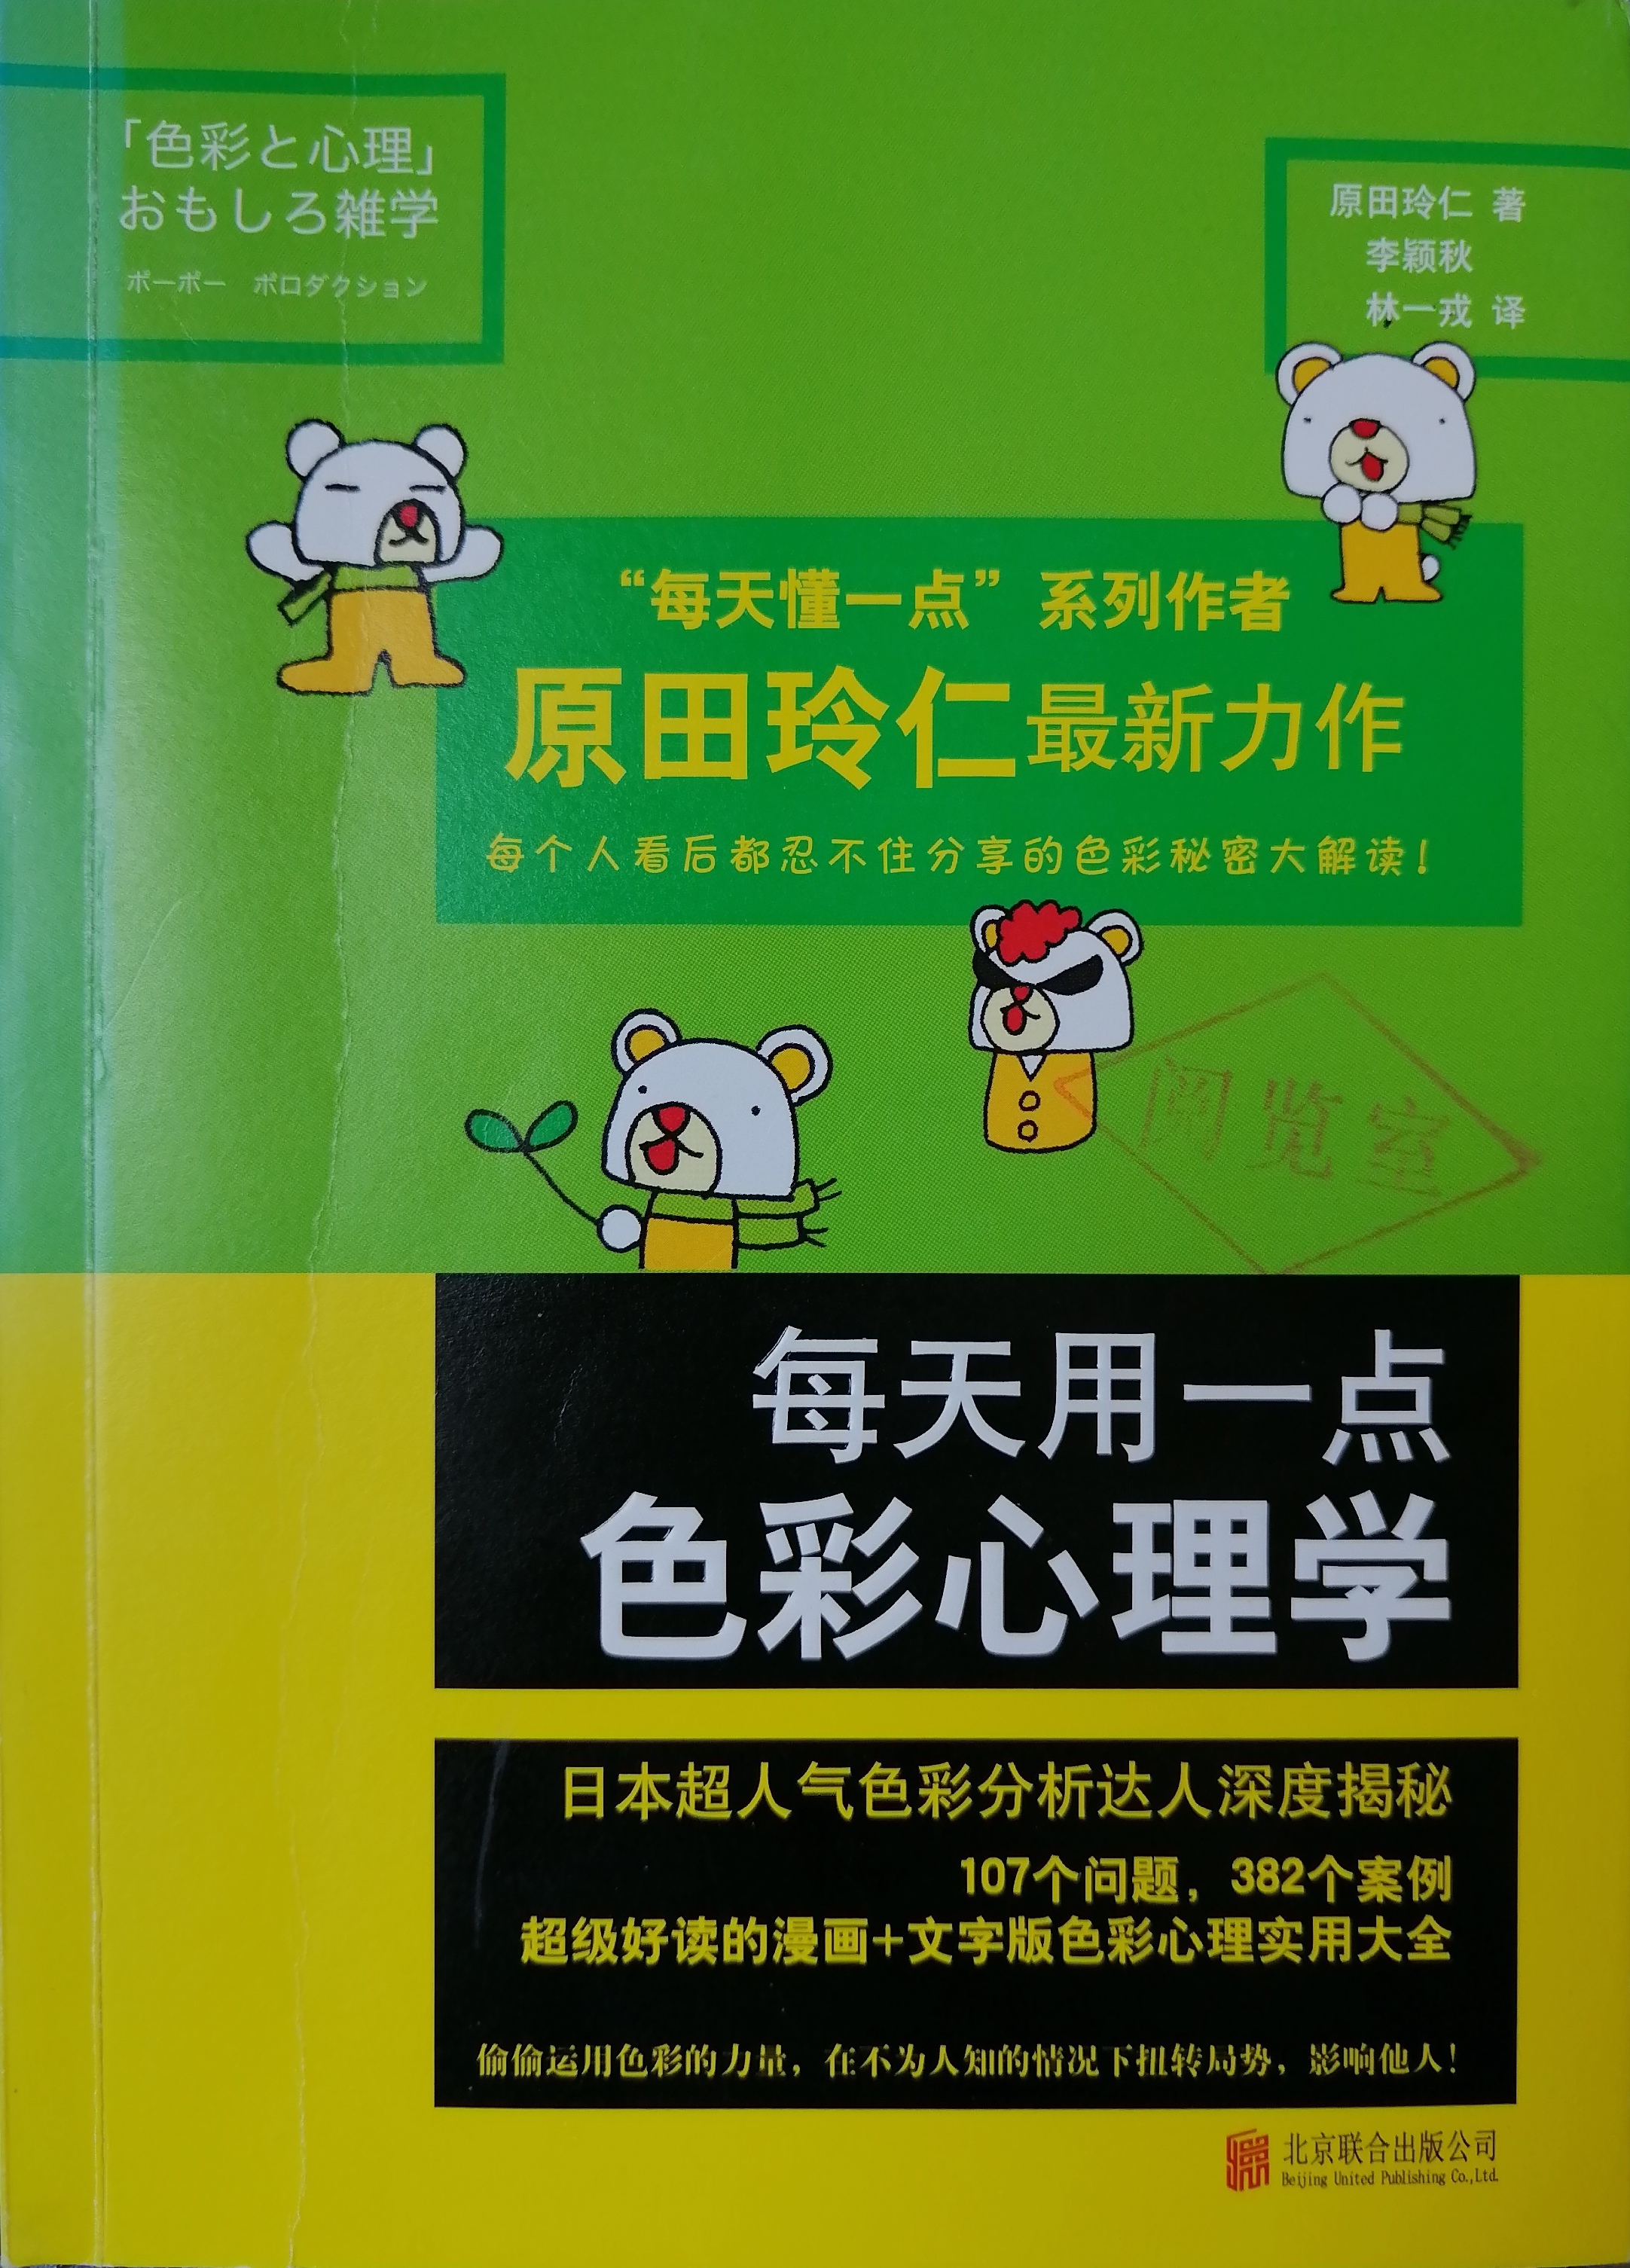 「色彩と心理」
おもしろ雑学
ポーポー　ポロダクション
原田玲仁 著
李颖秋
林一戎 译
“每天懂一点”系列作者
原田玲仁最新力作
每个人看后都忍不住分享的色彩秘密大解读！
阅览室
每天用一点
色彩心理学
日本超人气色彩分析达人深度揭秘
107个问题，382个案例
超级好读的漫画+文字版色彩心理实用大全
偷偷运用色彩的力量，在不为人知的情况下扭转局势，影响他人！
北京联合出版公司
Beijing United Publishing Co.,Ltd.